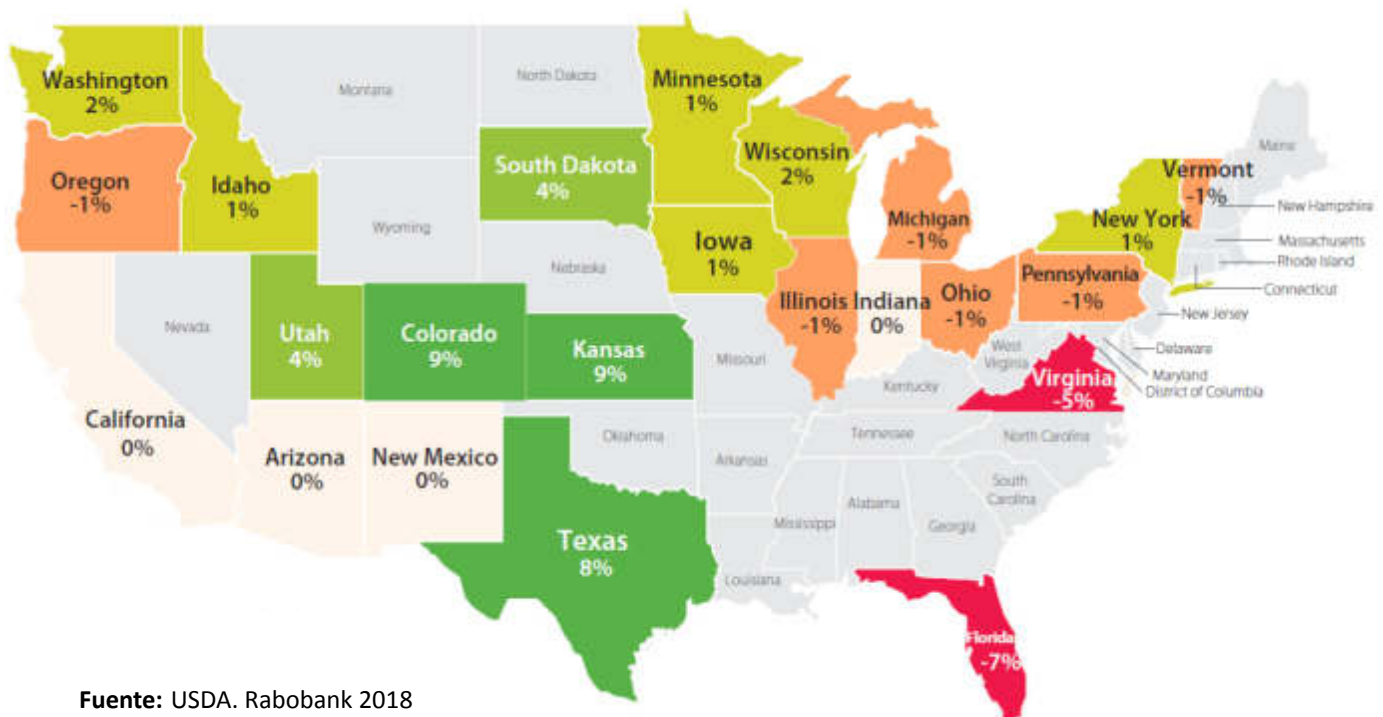 Washington
2%
Oregon
-1%
Idaho
1%
Montana
Wyoming
Nevada
Utah
4%
California
0%
Arizona
0%
New Mexico
0%
Colorado
9%
North Dakota
South Dakota
4%
Nebraska
Kansas
9%
Oklahoma
Texas
8%
Minnesota
1%
Iowa
1%
Missouri
Arkansas
Louisiana
Wisconsin
2%
Illinois
-1%
Michigan
-1%
Indiana
0%
Ohio
-1%
Kentucky
Tennessee
Mississippi
Alabama
Georgia
Florida
-7%
South
Carolina
North Carolina
West
Virginia
Virginia
-5%
Pennsylvania
-1%
New York
1%
Vermont
-1%
Maine
New Hampshire
Massachusetts
Rhode Island
Connecticut
New Jersey
Delaware
Maryland
District of Columbia
Fuente: USDA. Rabobank 2018